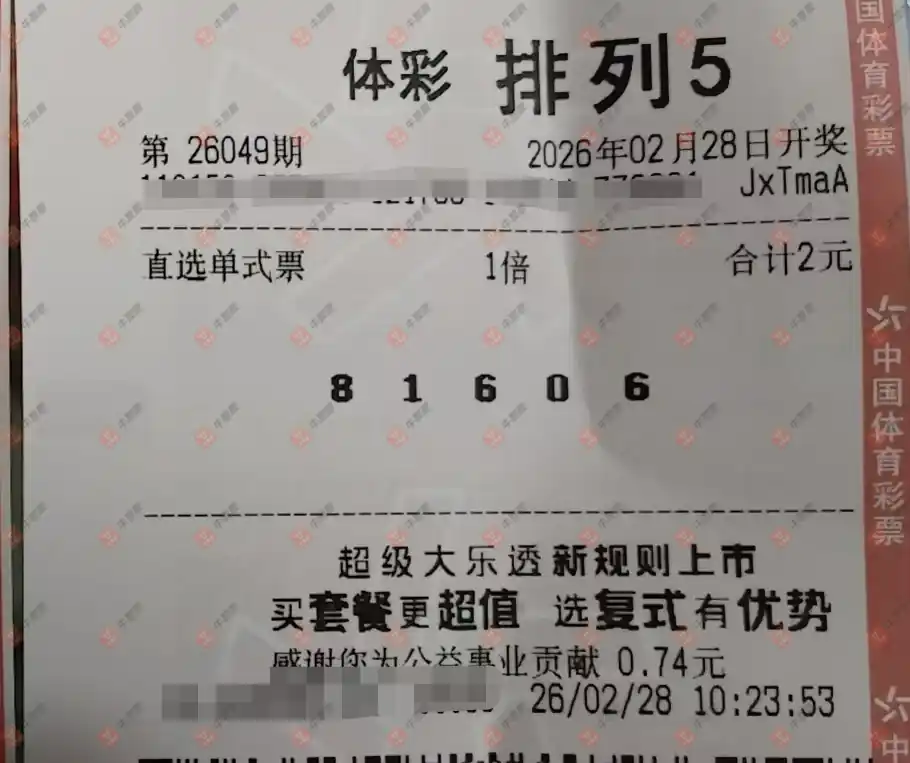 体彩 排列5
第 26049期 2026年02月28日开奖
JxTmaA
直选单式票 1倍 合计2元
8 1 6 0 6
超级大乐透新规则上市
买套餐更超值 选复式有优势
感谢你为公益事业贡献 0.74元
26/02/28 10:23:53
国体育彩票
中国体育彩票
中